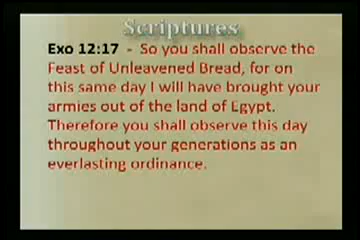 Scriptures
Exo 12:17 - So you shall observe the
Feast of Unleavened Bread, for on
this same day I will have brought your
armies out of the land of Egypt.
Therefore you shall observe this day
throughout your generations as an
everlasting ordinance.